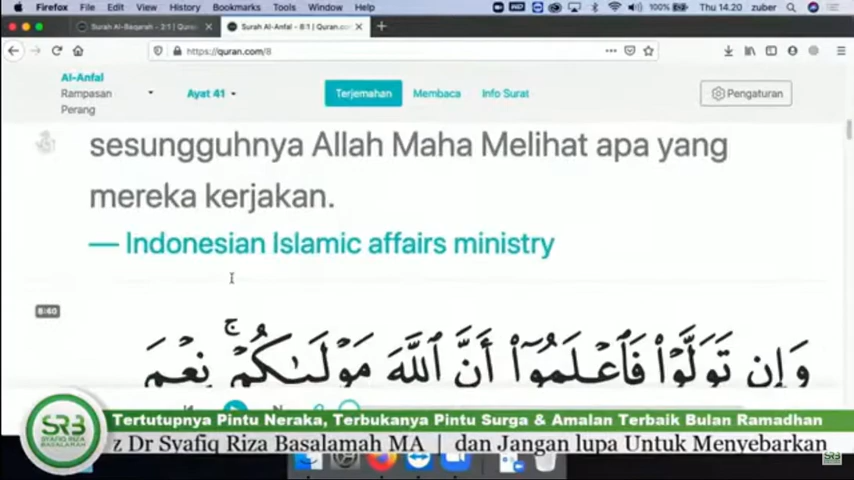 Firefox File Edit View History Bookmarks Tools Window Help
100% Thu 14.20 zuber
Surah Al-Baqarah - 2:1 | Quran
Surah Al-Anfal - 8:1 | Quran.com
https://quran.com/8
Al-Anfal
Rampasan
Perang
Ayat 41
Terjemahan
Membaca
Info Surat
Pengaturan
sesungguhnya Allah Maha Melihat apa yang
mereka kerjakan.
— Indonesian Islamic affairs ministry
8:40
وَإِن تَوَلَّوۡاْ فَٱعۡلَمُوٓاْ أَنَّ ٱللَّهَ مَوۡلَىٰكُمۡۚ نِعۡمَ
SRB
SYAFIQ RIZA
BASALAMAH
Tertutupnya Pintu Neraka, Terbukanya Pintu Surga & Amalan Terbaik Bulan Ramadhan
z Dr Syafiq Riza Basalamah MA | dan Jangan lupa Untuk Menyebarkan
SRB